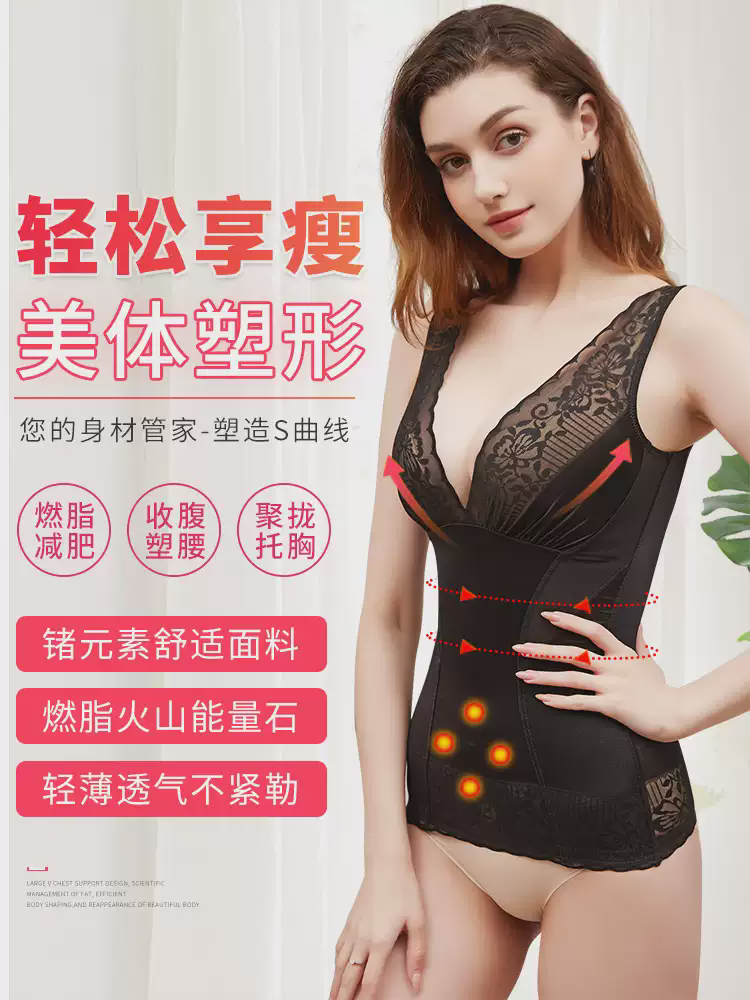 轻松享瘦
美体塑形
您的身材管家-塑造S曲线
燃脂
减肥
收腹
塑腰
聚拢
托胸
锗元素舒适面料
燃脂火山能量石
轻薄透气不紧勒
LARGE V CHEST SUPPORT DESIGN, SCIENTIFIC
MANAGEMENT OF FAT, EFFICIENT
BODY SHAPING AND REAPPEARANCE OF BEAUTIFUL BODY